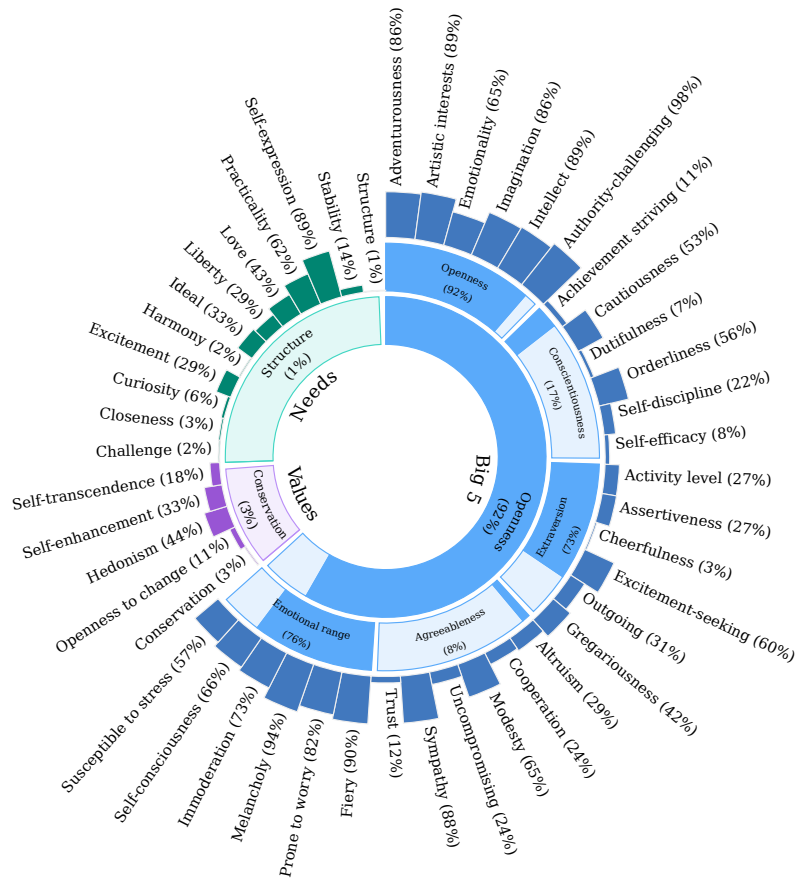 Adventurousness (86%)
Artistic interests (89%)
Emotionality (65%)
Imagination (86%)
Intellect (89%)
Authority-challenging (98%)
Achievement striving (11%)
Cautiousness (53%)
Dutifulness (7%)
Orderliness (56%)
Self-discipline (22%)
Self-efficacy (8%)
Activity level (27%)
Assertiveness (27%)
Cheerfulness (3%)
Excitement-seeking (60%)
Outgoing (31%)
Gregariousness (42%)
Altruism (29%)
Cooperation (24%)
Modesty (65%)
Uncompromising (24%)
Sympathy (88%)
Trust (12%)
Fiery (90%)
Prone to worry (82%)
Melancholy (94%)
Immoderation (73%)
Self-consciousness (66%)
Susceptible to stress (57%)
Conservation (3%)
Openness to change (11%)
Hedonism (44%)
Self-enhancement (33%)
Self-transcendence (18%)
Challenge (2%)
Closeness (3%)
Curiosity (6%)
Excitement (29%)
Harmony (2%)
Ideal (33%)
Liberty (29%)
Love (43%)
Practicality (62%)
Self-expression (89%)
Stability (14%)
Structure (1%)
Openness
(92%)
Conscientiousness
(17%)
Extraversion
(73%)
Agreeableness
(8%)
Emotional range
(76%)
Openness
(92%)
Conservation
(3%)
Structure
(1%)
Big 5
Values
Needs